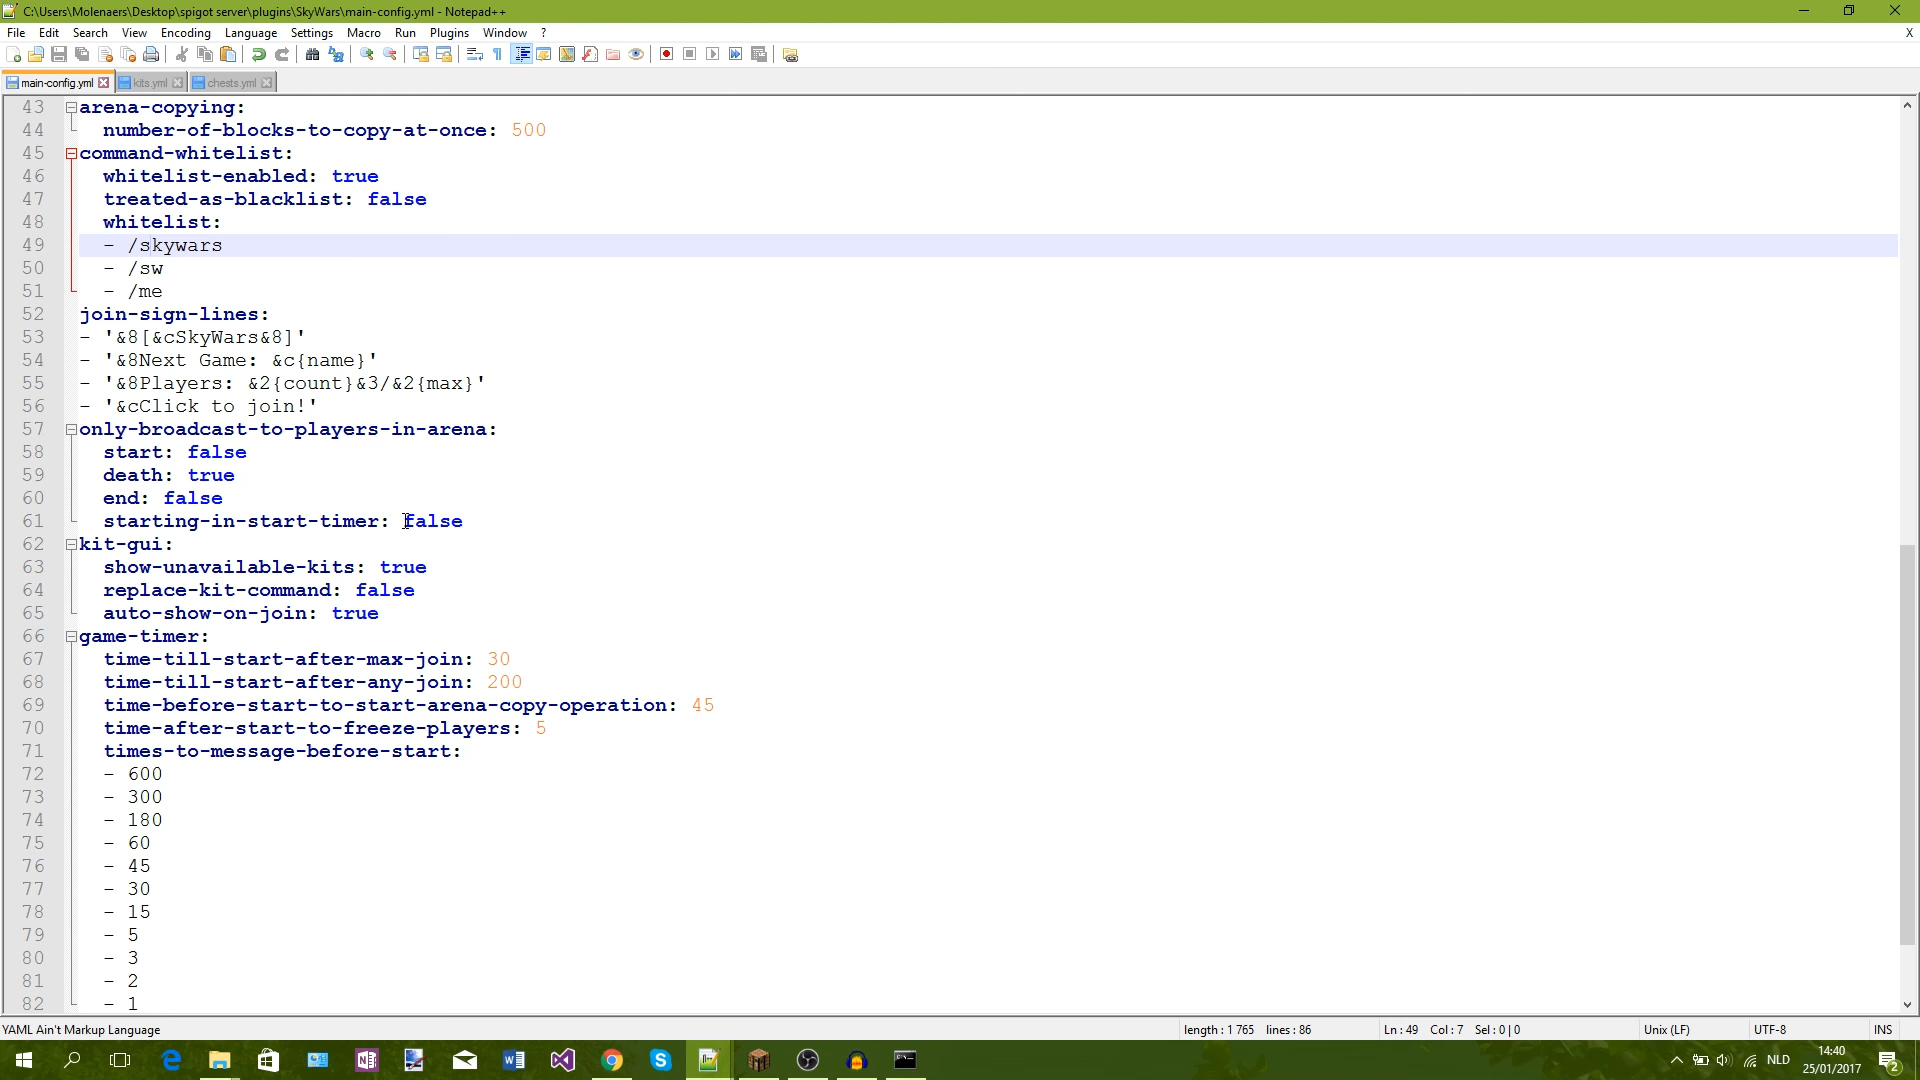 C:\Users\Molenaers\Desktop\spigot server\plugins\SkyWars\main-config.yml - Notepad++
File Edit Search View Encoding Language Settings Macro Run Plugins Window ? X
main-config.yml kits.yml chests.yml
43 arena-copying:
44 number-of-blocks-to-copy-at-once: 500
45 command-whitelist:
46 whitelist-enabled: true
47 treated-as-blacklist: false
48 whitelist:
49 - /skywars
50 - /sw
51 - /me
52 join-sign-lines:
53 - '&8[&cSkyWars&8]'
54 - '&8Next Game: &c{name}'
55 - '&8Players: &2{count}&3/&2{max}'
56 - '&cClick to join!'
57 only-broadcast-to-players-in-arena:
58 start: false
59 death: true
60 end: false
61 starting-in-start-timer: false
62 kit-gui:
63 show-unavailable-kits: true
64 replace-kit-command: false
65 auto-show-on-join: true
66 game-timer:
67 time-till-start-after-max-join: 30
68 time-till-start-after-any-join: 200
69 time-before-start-to-start-arena-copy-operation: 45
70 time-after-start-to-freeze-players: 5
71 times-to-message-before-start:
72 - 600
73 - 300
74 - 180
75 - 60
76 - 45
77 - 30
78 - 15
79 - 5
80 - 3
81 - 2
82 - 1
YAML Ain't Markup Language length : 1 765 lines : 86 Ln : 49 Col : 7 Sel : 0 | 0 Unix (LF) UTF-8 INS
NLD 14:40
25/01/2017 2